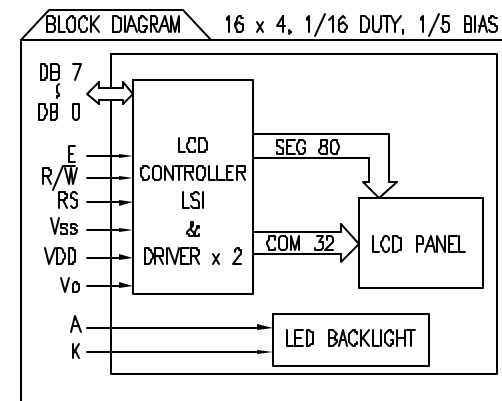 BLOCK DIAGRAM 16 x 4, 1/16 DUTY, 1/5 BIAS
DB 7
DB 0
E
R/W̅
RS
Vss
VDD
Vo
A
K
LCD
CONTROLLER
LSI
&
DRIVER x 2
SEG 80
COM 32
LCD PANEL
LED BACKLIGHT